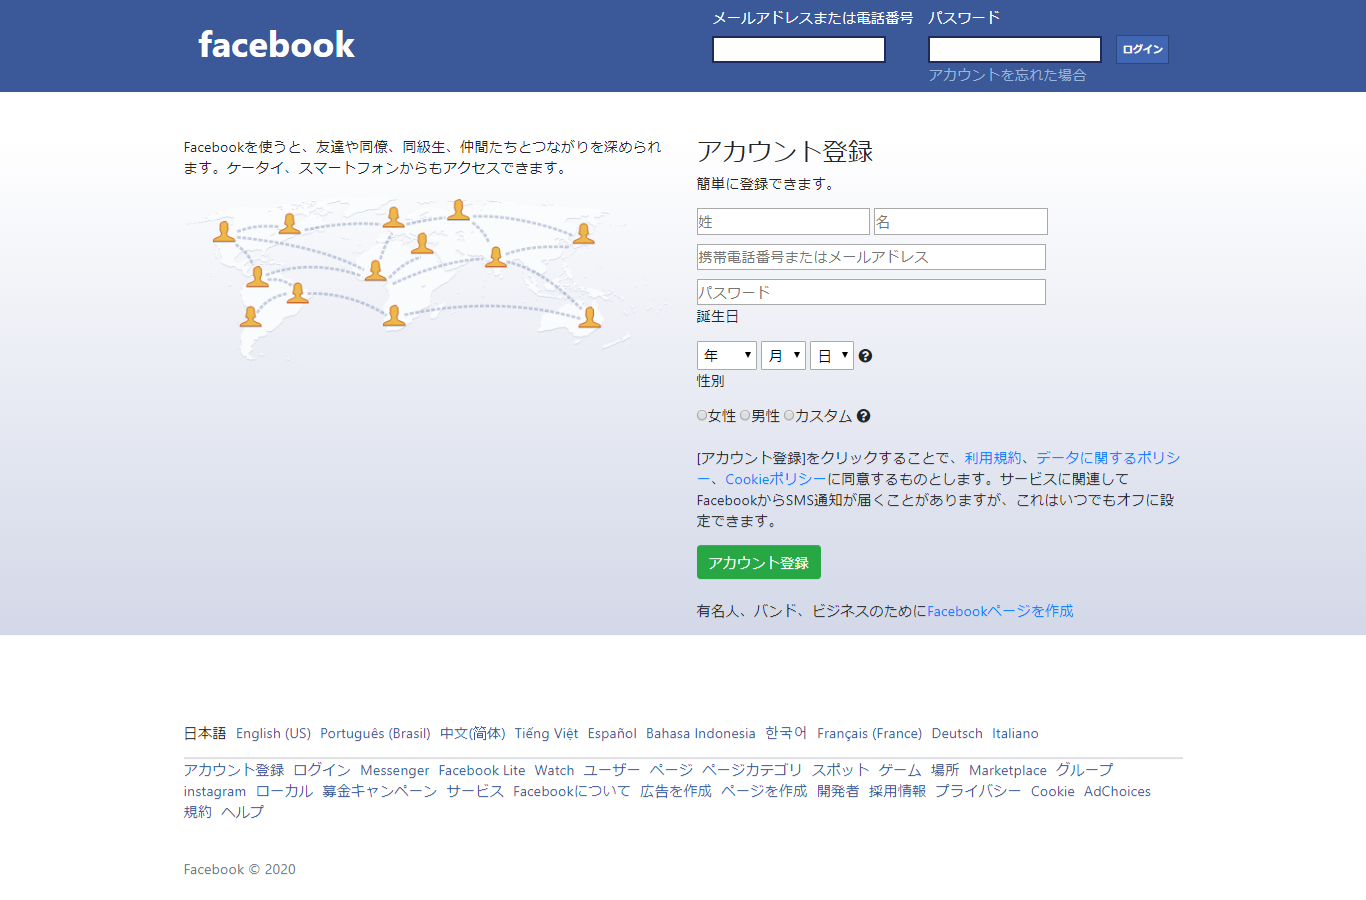 facebook
メールアドレスまたは電話番号 パスワード
ログイン
アカウントを忘れた場合
Facebookを使うと、友達や同僚、同級生、仲間たちとつながりを深められ
ます。ケータイ、スマートフォンからもアクセスできます。
アカウント登録
簡単に登録できます。
姓 名
携帯電話番号またはメールアドレス
パスワード
誕生日
年 月 日
性別
女性 男性 カスタム
[アカウント登録]をクリックすることで、利用規約、データに関するポリシ
ー、Cookieポリシーに同意するものとします。サービスに関連して
FacebookからSMS通知が届くことがありますが、これはいつでもオフに設
定できます。
アカウント登録
有名人、バンド、ビジネスのためにFacebookページを作成
日本語 English (US) Português (Brasil) 中文(简体) Tiếng Việt Español Bahasa Indonesia 한국어 Français (France) Deutsch Italiano
アカウント登録 ログイン Messenger Facebook Lite Watch ユーザー ページ ページカテゴリ スポット ゲーム 場所 Marketplace グループ
instagram ローカル 募金キャンペーン サービス Facebookについて 広告を作成 ページを作成 開発者 採用情報 プライバシー Cookie AdChoices
規約 ヘルプ
Facebook © 2020